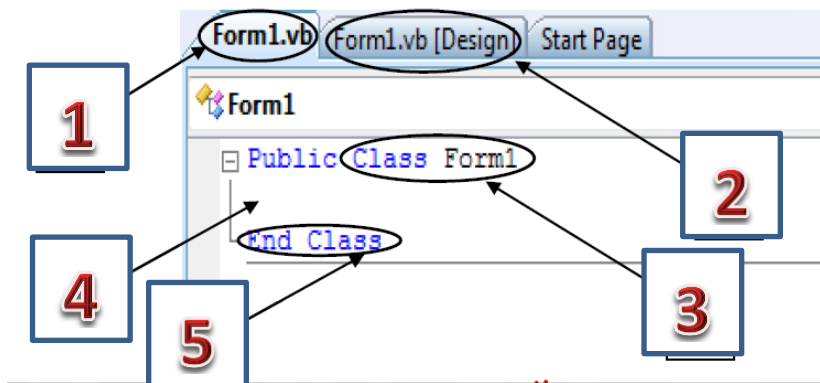 Form1.vb Form1.vb [Design] Start Page
1
Form1
Public Class Form1
2
4
End Class
3
5